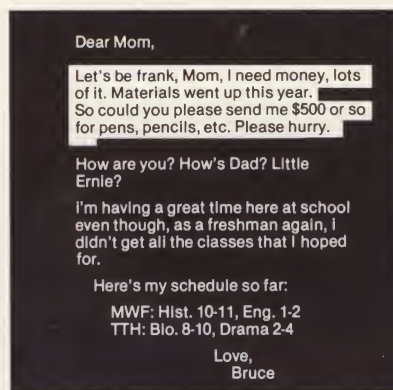 Dear Mom,
Let's be frank, Mom, I need money, lots
of it. Materials went up this year.
So could you please send me $500 or so
for pens, pencils, etc. Please hurry.
How are you? How's Dad? Little
Ernie?
I'm having a great time here at school
even though, as a freshman again, I
didn't get all the classes that I hoped
for.
Here's my schedule so far:
MWF: Hist. 10-11, Eng. 1-2
TTH: Bio. 8-10, Drama 2-4
Love,
Bruce